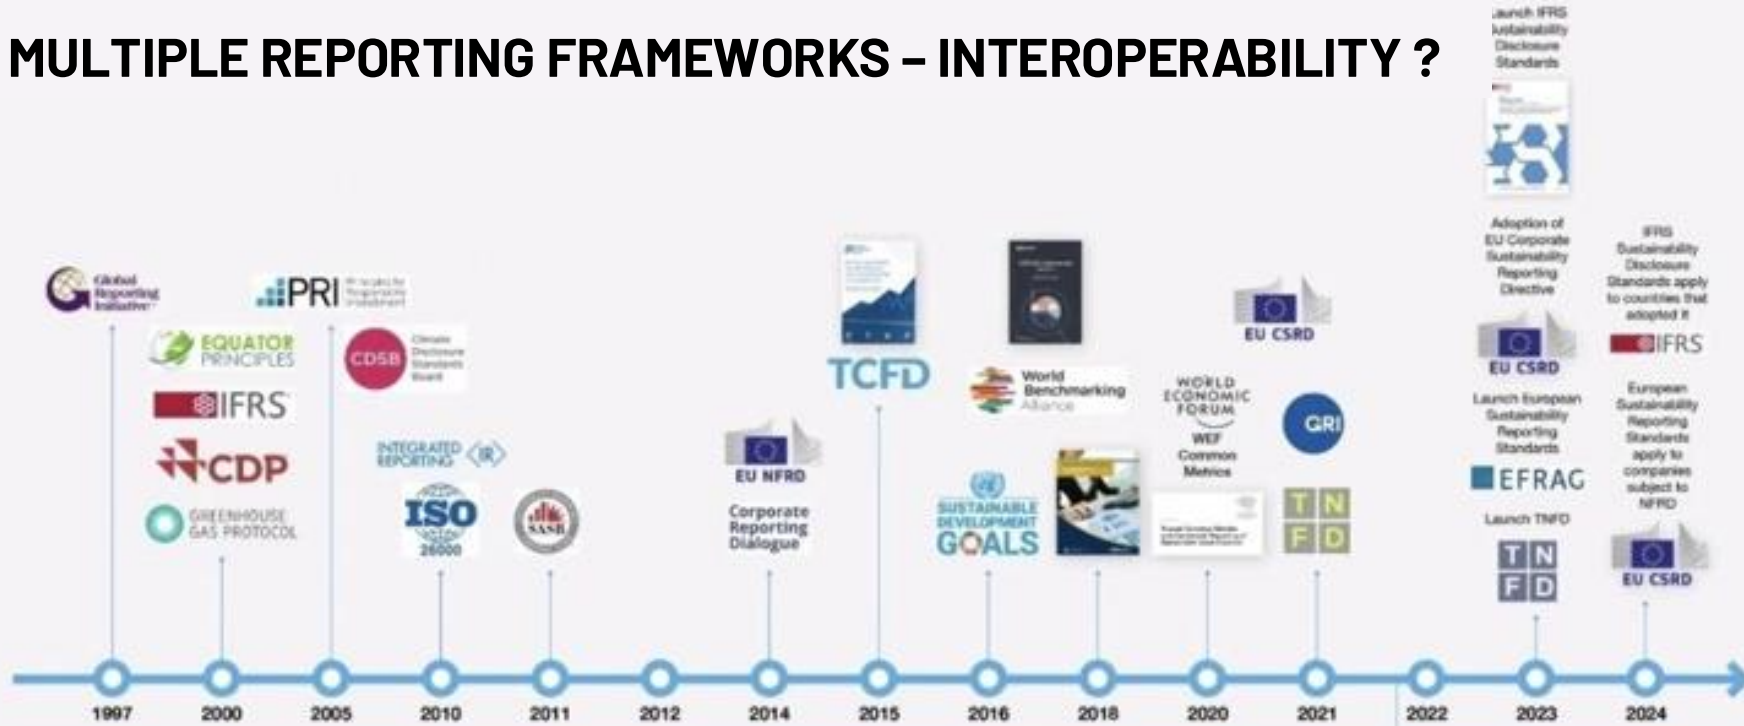 MULTIPLE REPORTING FRAMEWORKS – INTEROPERABILITY ?
Launch IFRS
Sustainability
Disclosure
Standards
Global
Reporting
Initiative
EQUATOR
PRINCIPLES
IFRS
CDP
GREENHOUSE
GAS PROTOCOL
PRI
CDSB
Climate
Disclosure
Standards
Board
INTEGRATED
REPORTING
<IR>
ISO
26000
SASB
EU NFRD
Corporate
Reporting
Dialogue
TCFD
SUSTAINABLE
DEVELOPMENT
GOALS
World
Benchmarking
Alliance
WORLD
ECONOMIC
FORUM
WEF
Common
Metrics
EU CSRD
GRI
T N
F D
Adoption of
EU Corporate
Sustainability
Reporting
Directive
EU CSRD
Launch European
Sustainability
Reporting
Standards
EFRAG
Launch TNFD
T N
F D
IFRS
Sustainability
Disclosure
Standards apply
to countries that
adopted it
IFRS
European
Sustainability
Reporting
Standards
apply to
companies
subject to
NFRD
EU CSRD
1997 2000 2005 2010 2011 2012 2014 2015 2016 2018 2020 2021 2022 2023 2024